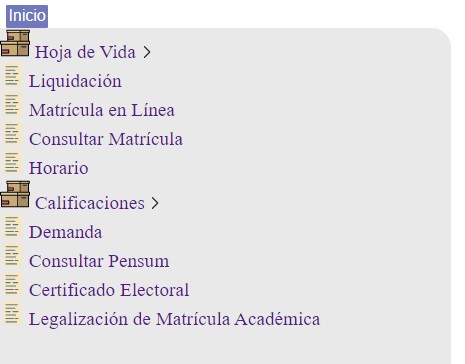 Inicio
Hoja de Vida >
Liquidación
Matrícula en Línea
Consultar Matrícula
Horario
Calificaciones >
Demanda
Consultar Pensum
Certificado Electoral
Legalización de Matrícula Académica